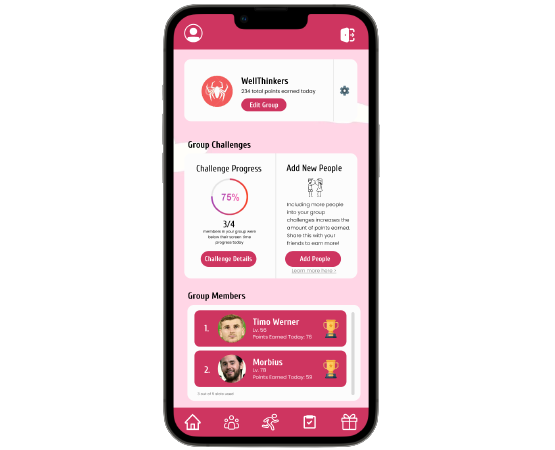 WellThinkers
234 total points earned today
Edit Group
Group Challenges
Challenge Progress
75%
3/4
members in your group were
below their screen time
progress today
Challenge Details
Add New People
Including more people
into your group
challenges increases the
amount of points earned.
Share this with your
friends to earn more!
Add People
Learn more here!
Group Members
1.
Timo Werner
Lv. 56
Points Earned Today: 75
2.
Morbius
Lv. 78
Points Earned Today: 59